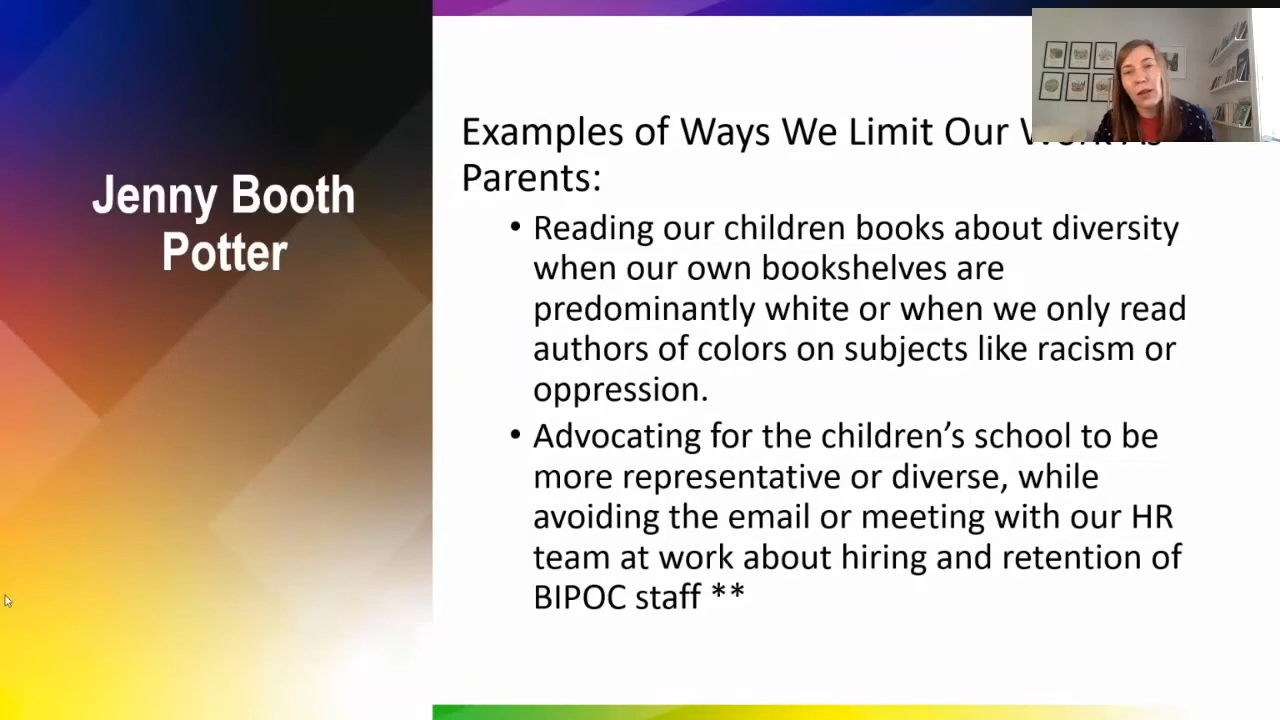 Jenny Booth
Potter
Examples of Ways We Limit Our
Parents:
• Reading our children books about diversity
when our own bookshelves are
predominantly white or when we only read
authors of colors on subjects like racism or
oppression.
• Advocating for the children’s school to be
more representative or diverse, while
avoiding the email or meeting with our HR
team at work about hiring and retention of
BIPOC staff **